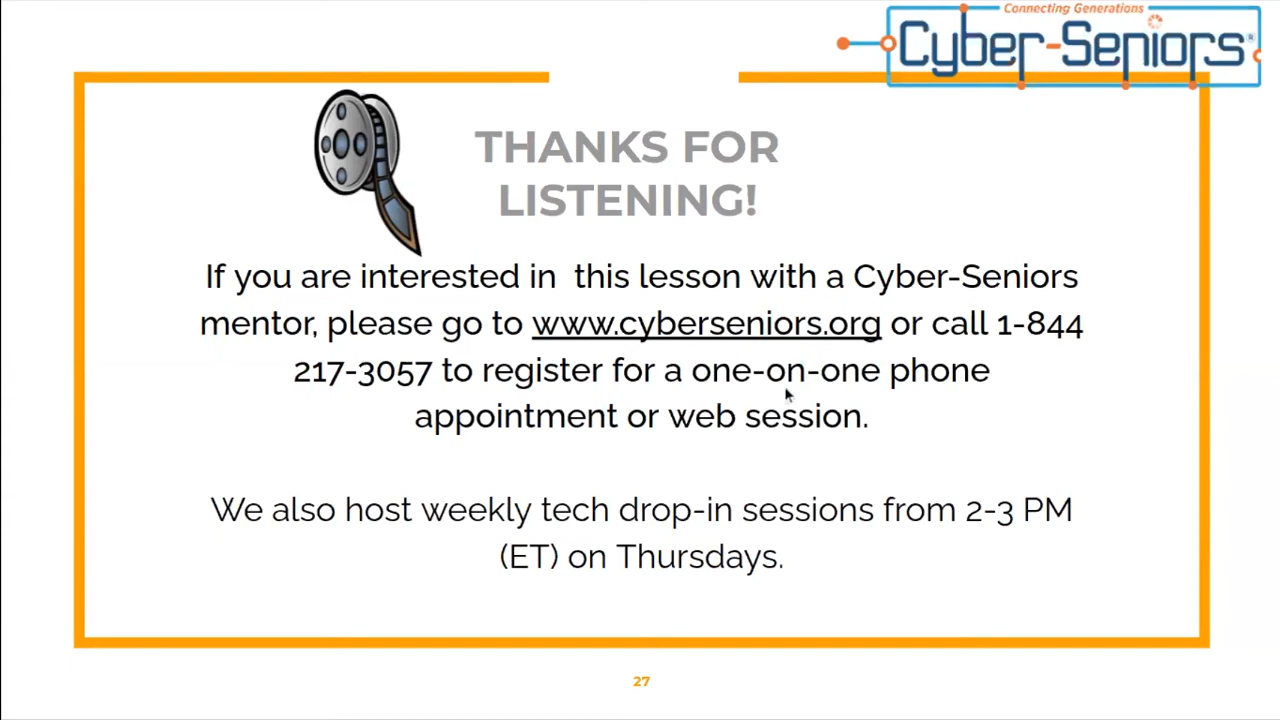 Connecting Generations
Cyber-Seniors®
THANKS FOR
LISTENING!
If you are interested in  this lesson with a Cyber-Seniors
mentor, please go to www.cyberseniors.org or call 1-844
217-3057 to register for a one-on-one phone
appointment or web session.
We also host weekly tech drop-in sessions from 2-3 PM
(ET) on Thursdays.
27